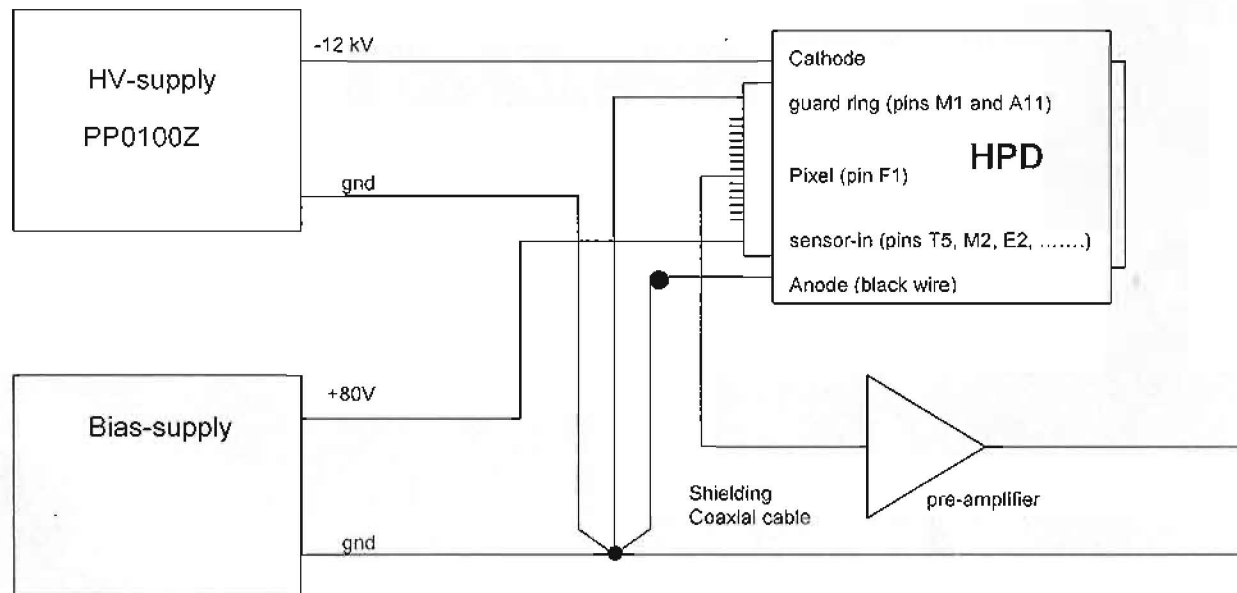 -12 kV
HV-supply
PP0100Z
gnd
Cathode
guard ring (pins M1 and A11)
HPD
Pixel (pin F1)
sensor-in (pins T5, M2, E2, .......)
Anode (black wire)
+80V
Bias-supply
gnd
Shielding
Coaxial cable
pre-amplifier